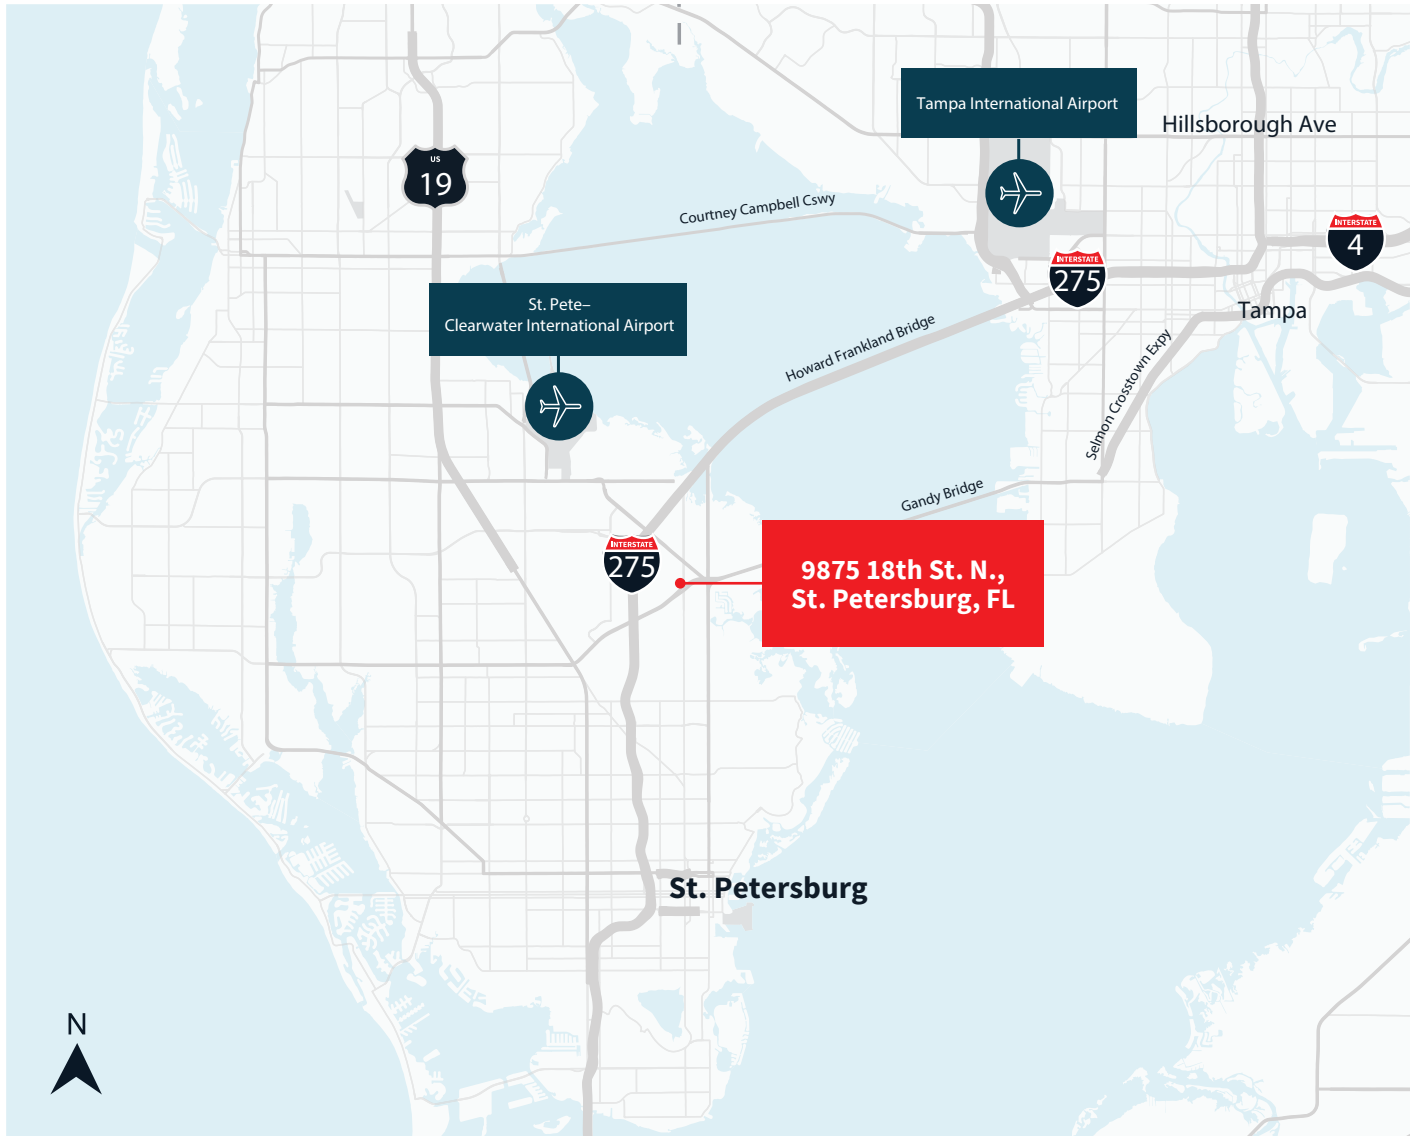 Tampa International Airport
Hillsborough Ave
US
19
Courtney Campbell Cswy
INTERSTATE
4
INTERSTATE
275
St. Pete–
Clearwater International Airport
Tampa
Howard Frankland Bridge
Selmon Crosstown Expy
Gandy Bridge
INTERSTATE
275
9875 18th St. N.,
St. Petersburg, FL
St. Petersburg
N